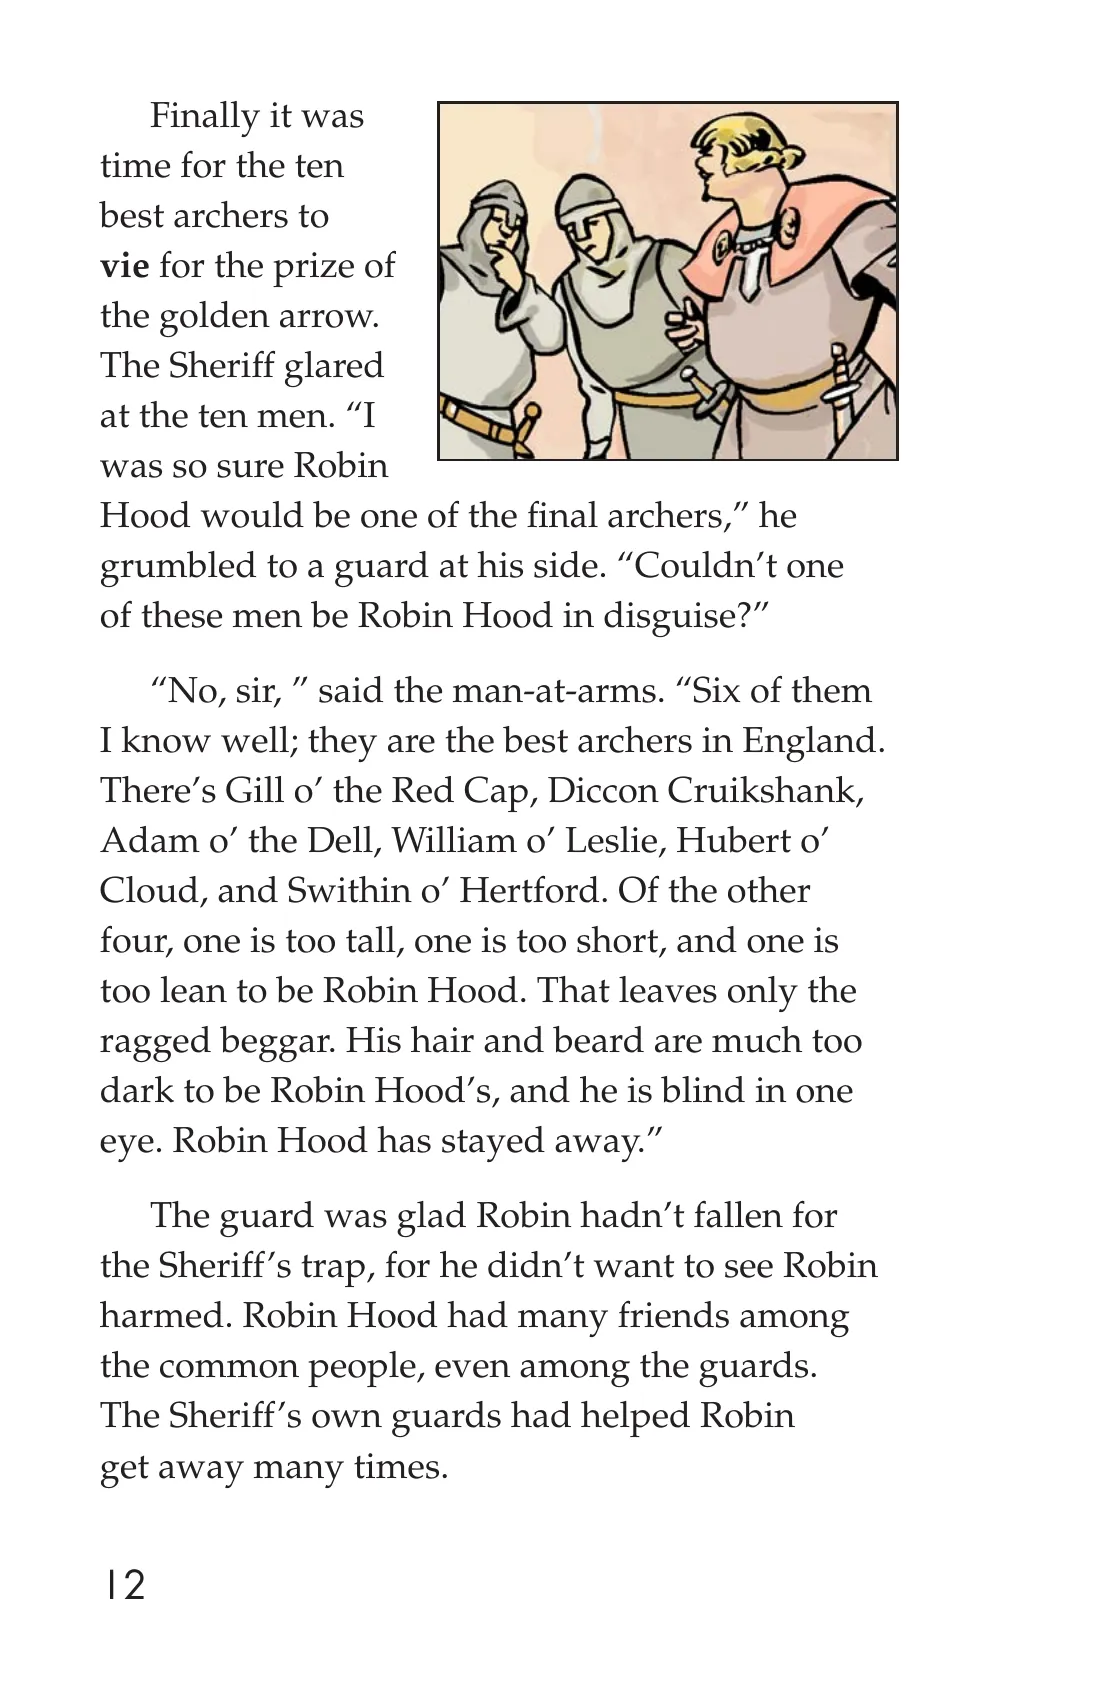 Finally it was
time for the ten
best archers to
vie for the prize of
the golden arrow.
The Sheriff glared
at the ten men. “I
was so sure Robin
Hood would be one of the final archers,” he
grumbled to a guard at his side. “Couldn’t one
of these men be Robin Hood in disguise?”
“No, sir, ” said the man-at-arms. “Six of them
I know well; they are the best archers in England.
There’s Gill o’ the Red Cap, Diccon Cruikshank,
Adam o’ the Dell, William o’ Leslie, Hubert o’
Cloud, and Swithin o’ Hertford. Of the other
four, one is too tall, one is too short, and one is
too lean to be Robin Hood. That leaves only the
ragged beggar. His hair and beard are much too
dark to be Robin Hood’s, and he is blind in one
eye. Robin Hood has stayed away.”
The guard was glad Robin hadn’t fallen for
the Sheriff’s trap, for he didn’t want to see Robin
harmed. Robin Hood had many friends among
the common people, even among the guards.
The Sheriff’s own guards had helped Robin
get away many times.
12